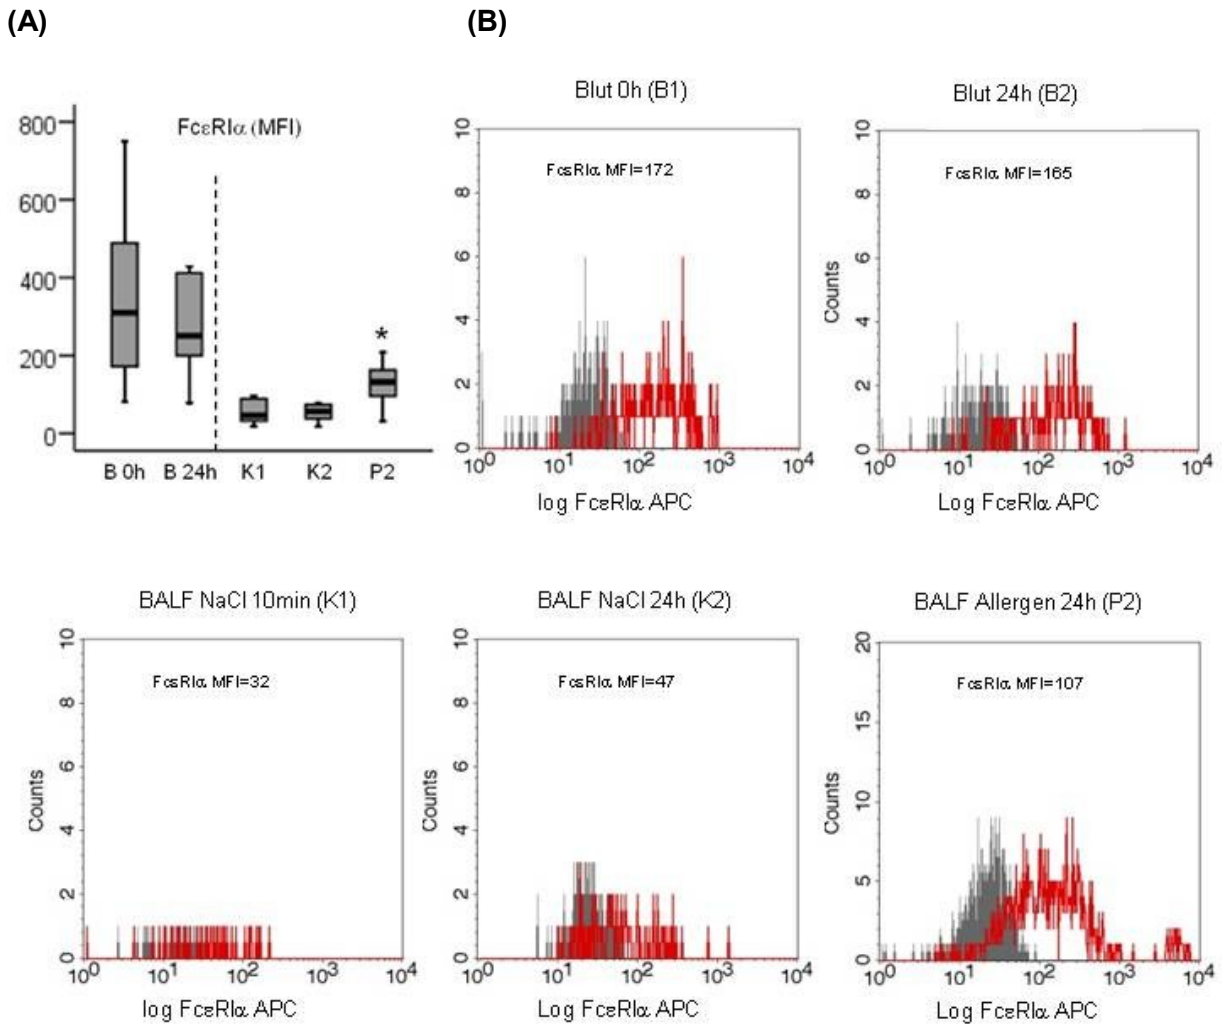 (A)
(B)
FcεRIα (MFI)
800
600
400
200
0
*
B 0h B 24h K1 K2 P2
Blut 0h (B1)
FcεRIα MFI=172
10
8
6
4
2
0
10^0 10^1 10^2 10^3 10^4
log FcεRIα APC
Blut 24h (B2)
FcεRIα MFI=165
Counts
10
8
6
4
2
0
10^0 10^1 10^2 10^3 10^4
Log FcεRIα APC
BALF NaCl 10min (K1)
FcεRIα MFI=32
Counts
10
8
6
4
2
0
10^0 10^1 10^2 10^3 10^4
log FcεRIα APC
BALF NaCl 24h (K2)
FcεRIα MFI=47
Counts
10
8
6
4
2
0
10^0 10^1 10^2 10^3 10^4
Log FcεRIα APC
BALF Allergen 24h (P2)
FcεRIα MFI=107
Counts
20
15
10
5
0
10^0 10^1 10^2 10^3 10^4
Log FcεRIα APC